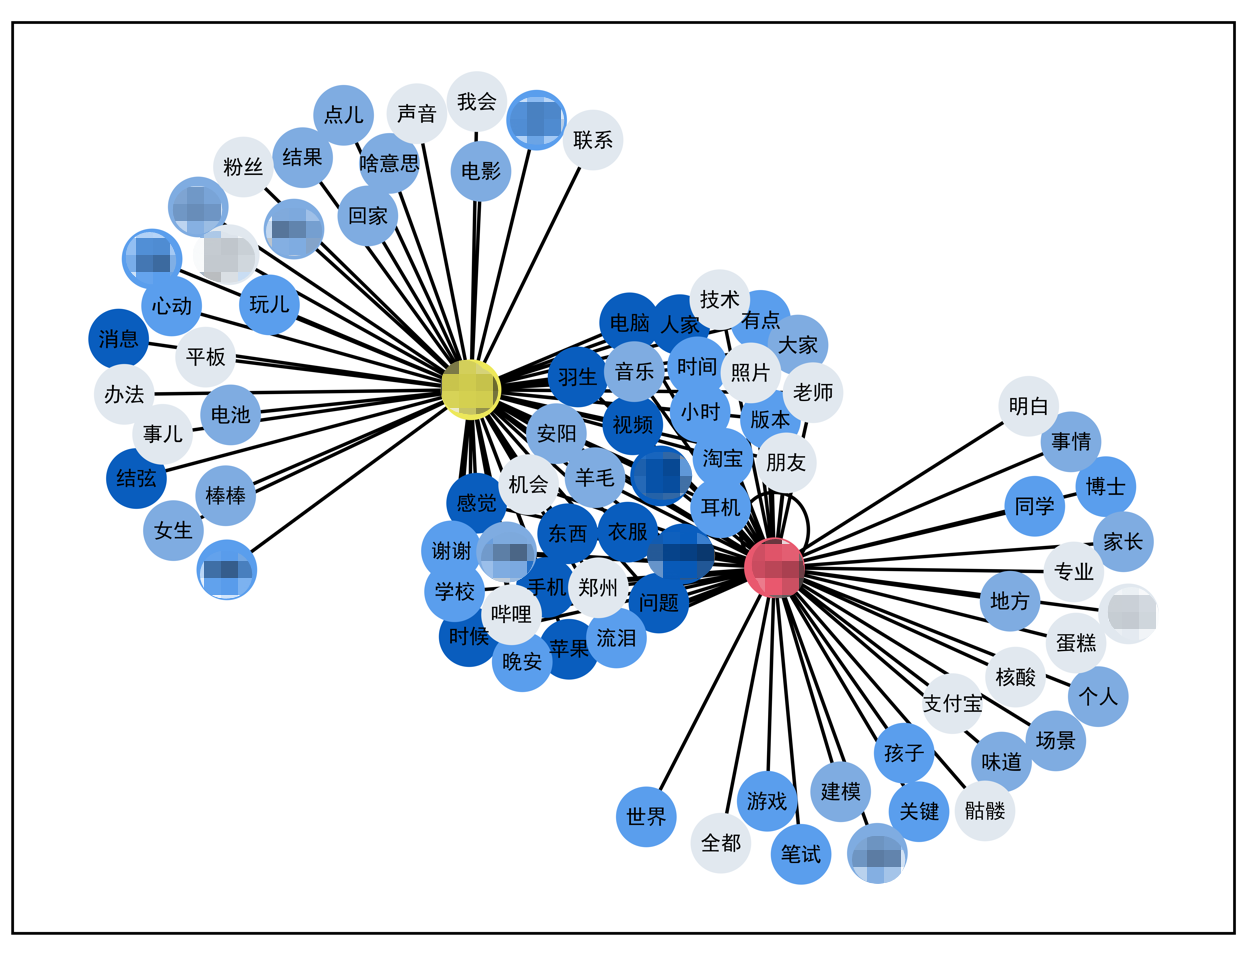 我会
声音
点儿
联系
结果
啥意思
粉丝
电影
回家
心动
玩儿
消息
平板
办法
电池
事儿
结弦
棒棒
女生
技术
有点
电脑
人家
大家
时间
音乐
照片
羽生
老师
小时
版本
视频
安阳
淘宝
朋友
羊毛
机会
感觉
耳机
东西
衣服
谢谢
手机
郑州
学校
问题
哔哩
时候
流泪
苹果
晚安
明白
事情
博士
同学
家长
专业
地方
蛋糕
核酸
个人
支付宝
场景
孩子
味道
建模
游戏
关键
骷髅
世界
全都
笔试